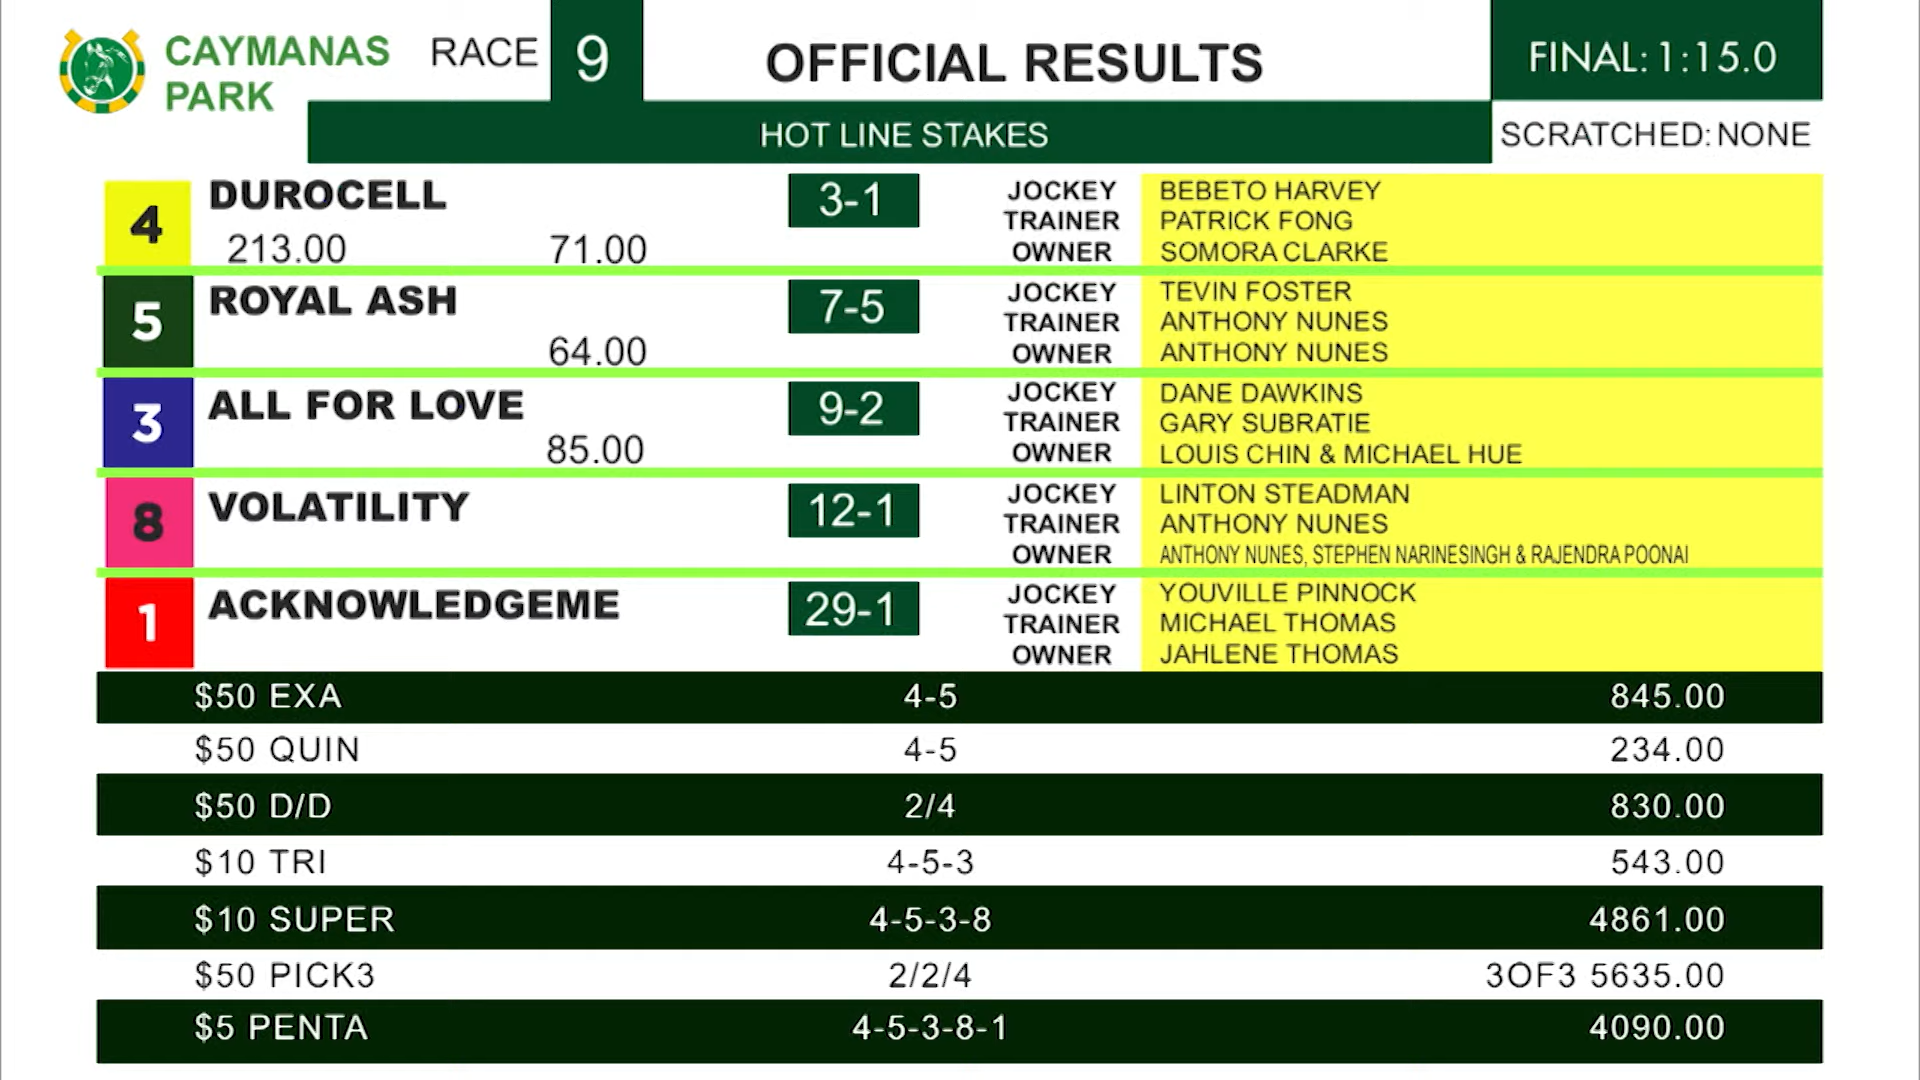 CAYMANAS PARK
RACE 9
OFFICIAL RESULTS
FINAL: 1:15.0
HOT LINE STAKES
SCRATCHED: NONE
4 DUROCELL 3-1
213.00 71.00
JOCKEY BEBETO HARVEY
TRAINER PATRICK FONG
OWNER SOMORA CLARKE
5 ROYAL ASH 7-5
64.00
JOCKEY TEVIN FOSTER
TRAINER ANTHONY NUNES
OWNER ANTHONY NUNES
3 ALL FOR LOVE 9-2
85.00
JOCKEY DANE DAWKINS
TRAINER GARY SUBRATIE
OWNER LOUIS CHIN & MICHAEL HUE
8 VOLATILITY 12-1
JOCKEY LINTON STEADMAN
TRAINER ANTHONY NUNES
OWNER ANTHONY NUNES, STEPHEN NARINESINGH & RAJENDRA POONAI
1 ACKNOWLEDGEME 29-1
JOCKEY YOUVILLE PINNOCK
TRAINER MICHAEL THOMAS
OWNER JAHLENE THOMAS
$50 EXA 4-5 845.00
$50 QUIN 4-5 234.00
$50 D/D 2/4 830.00
$10 TRI 4-5-3 543.00
$10 SUPER 4-5-3-8 4861.00
$50 PICK3 2/2/4 3OF3 5635.00
$5 PENTA 4-5-3-8-1 4090.00